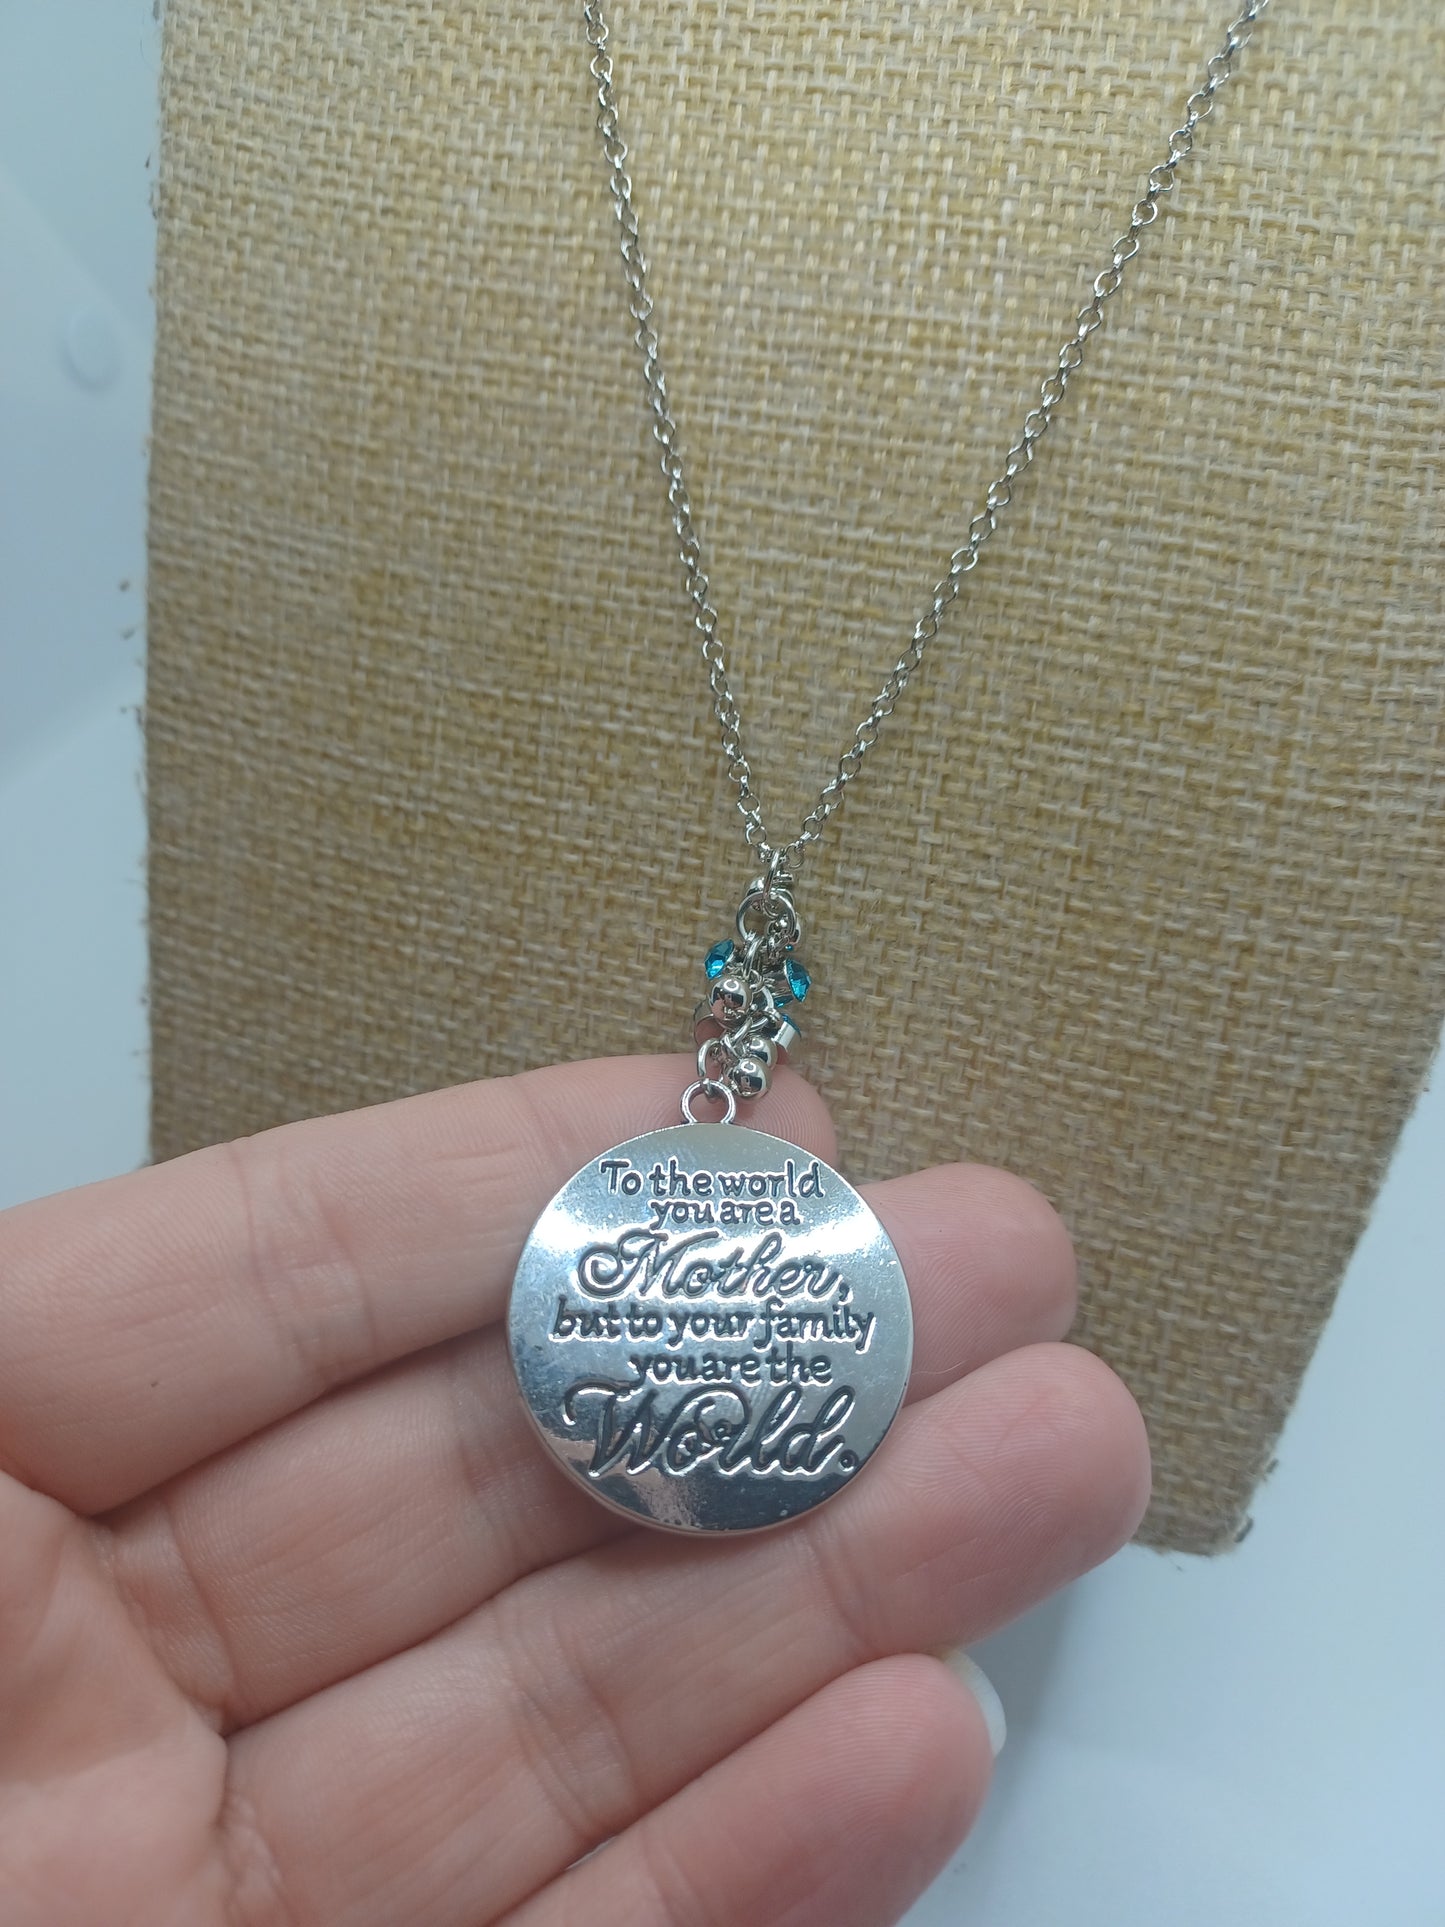 To the world
you are a
Mother,
but to your family
you are the
World.